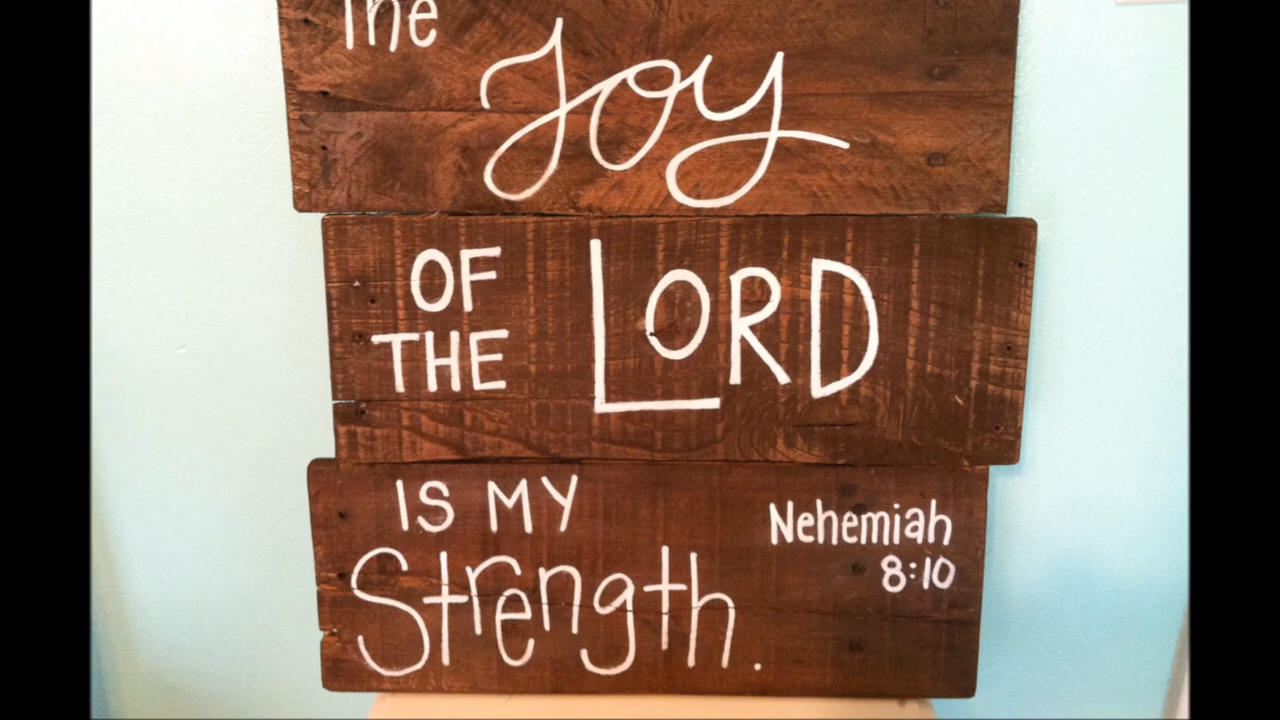 The
Joy
OF
THE LORD
IS MY
Strength.
Nehemiah
8:10